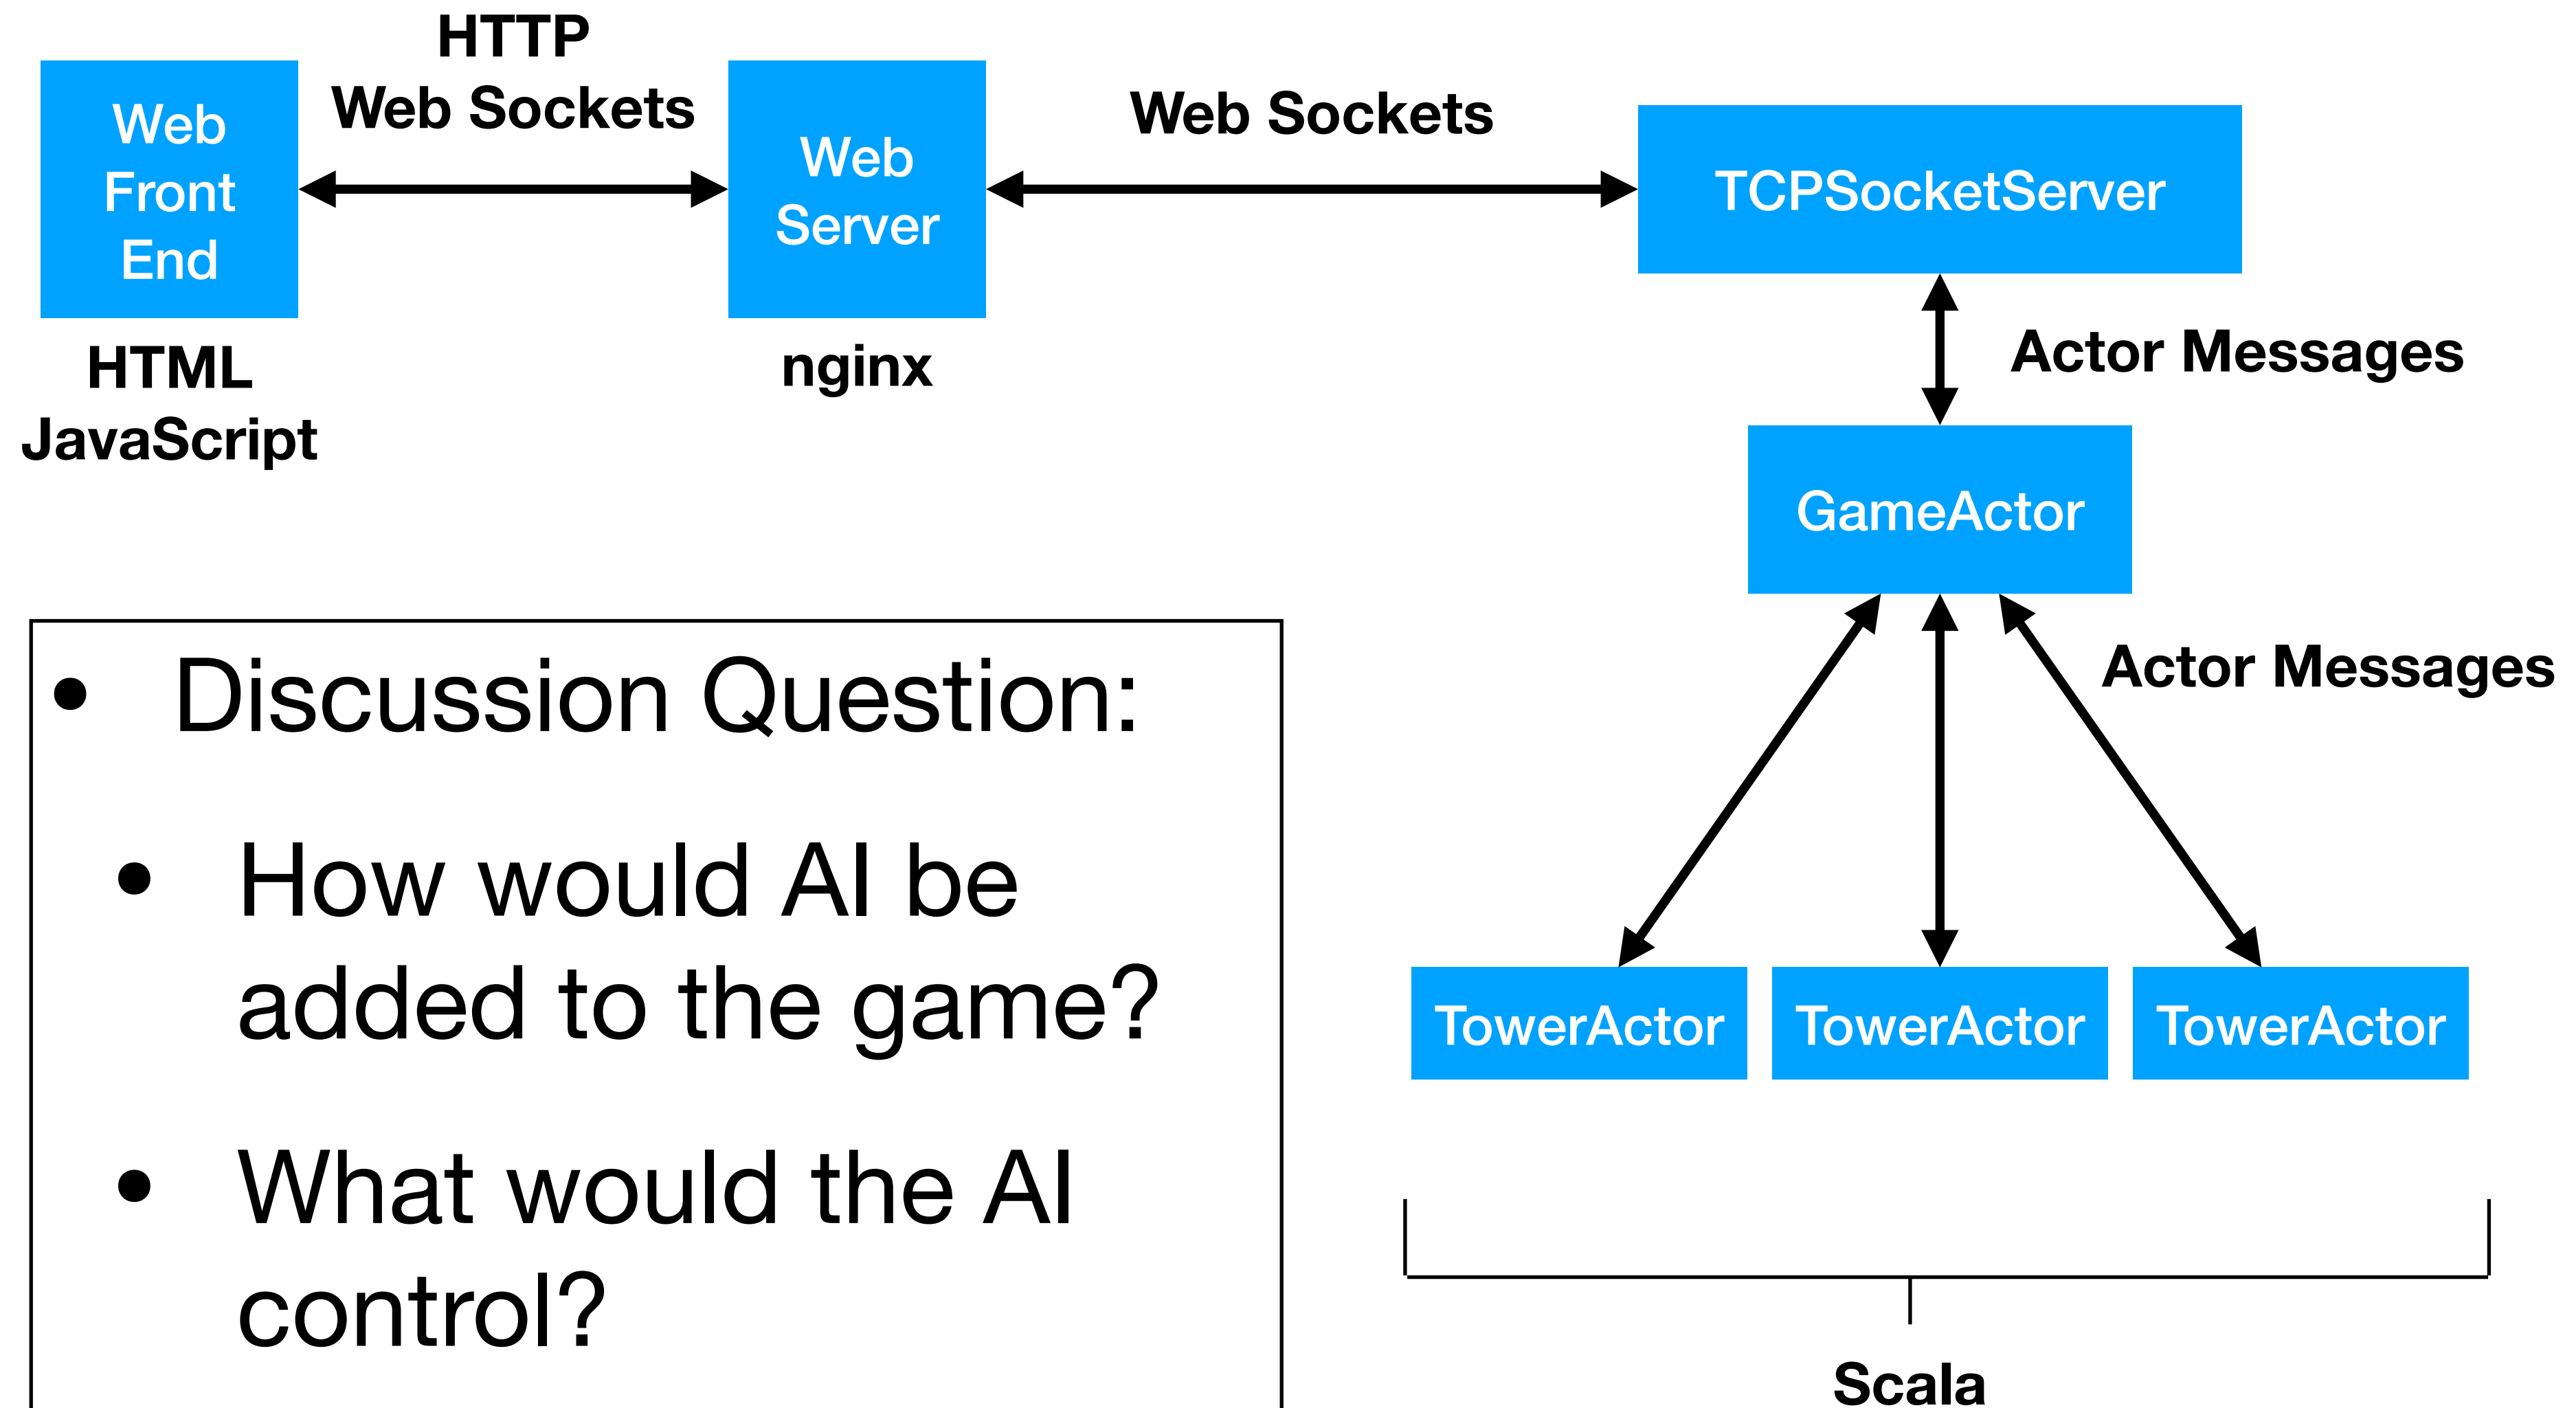 HTTP
Web Sockets
Web
Front
End
HTML
JavaScript
Web
Server
nginx
Web Sockets
TCPSocketServer
Actor Messages
GameActor
Actor Messages
TowerActor
TowerActor
TowerActor
Scala
• Discussion Question:
• How would AI be
added to the game?
• What would the AI
control?